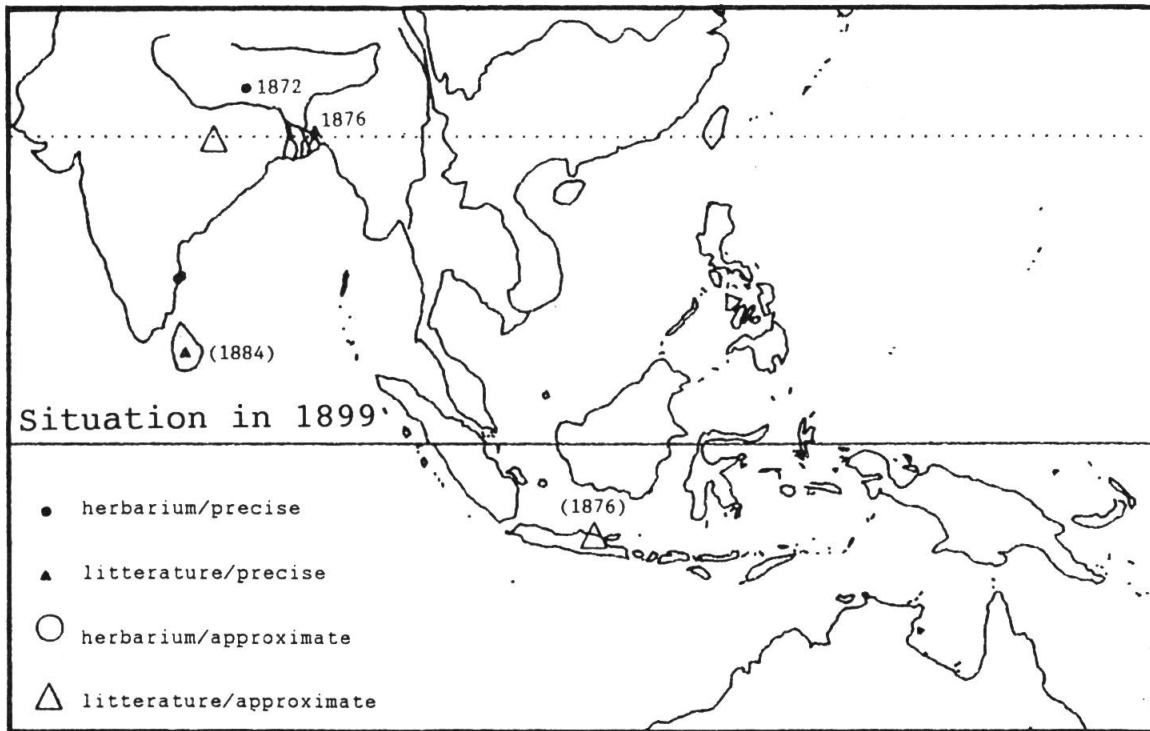 1872
1876
(1884)
Situation in 1899
(1876)
herbarium/precise
litterature/precise
herbarium/approximate
litterature/approximate